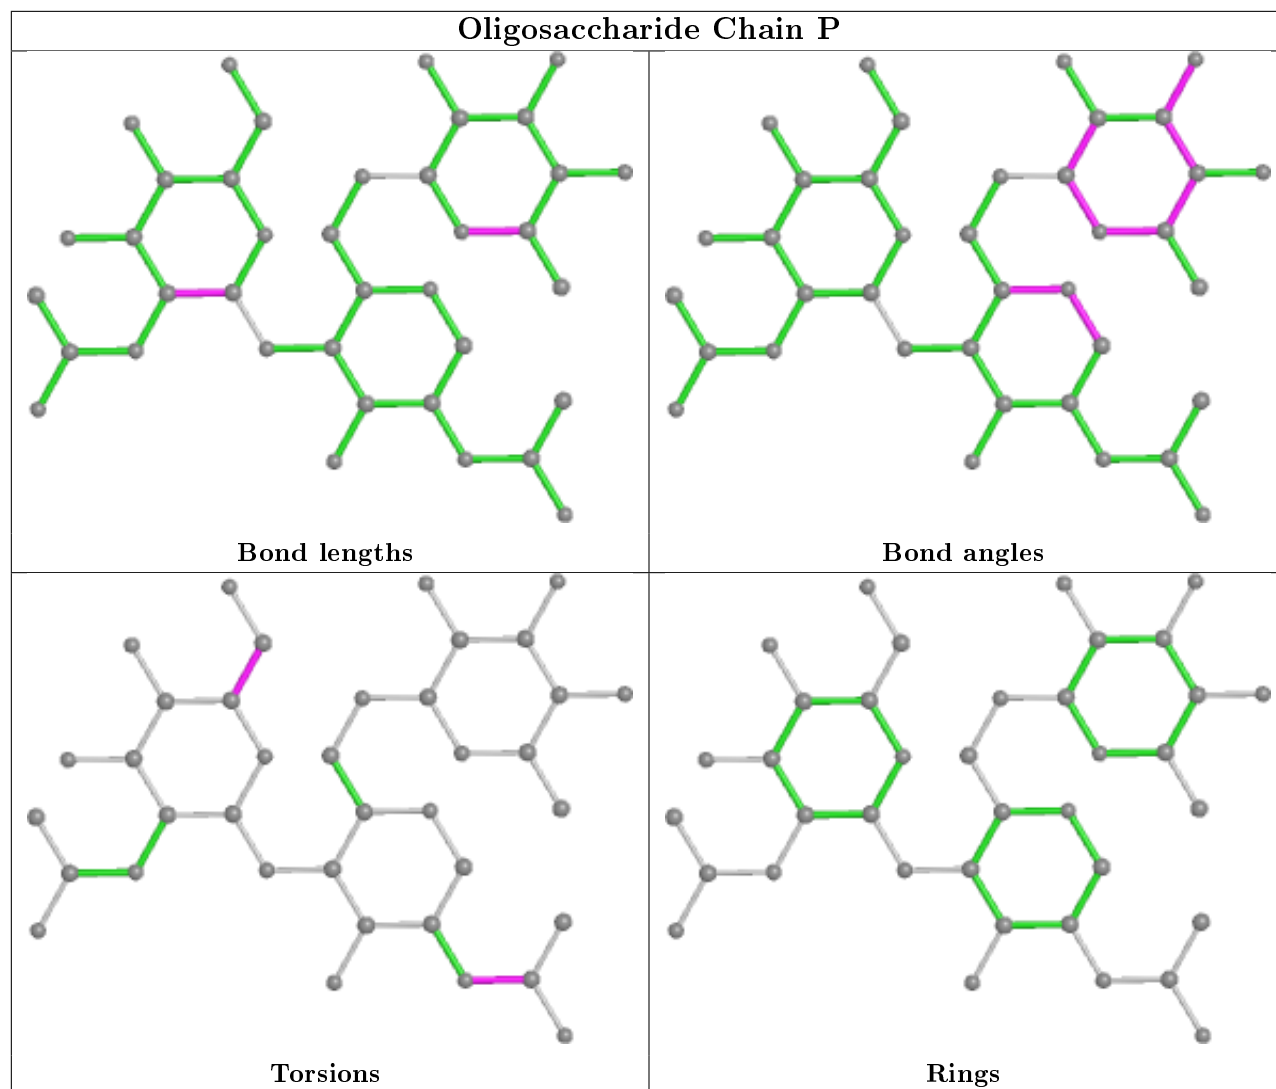 Oligosaccharide Chain P
Bond lengths
Bond angles
Torsions
Rings